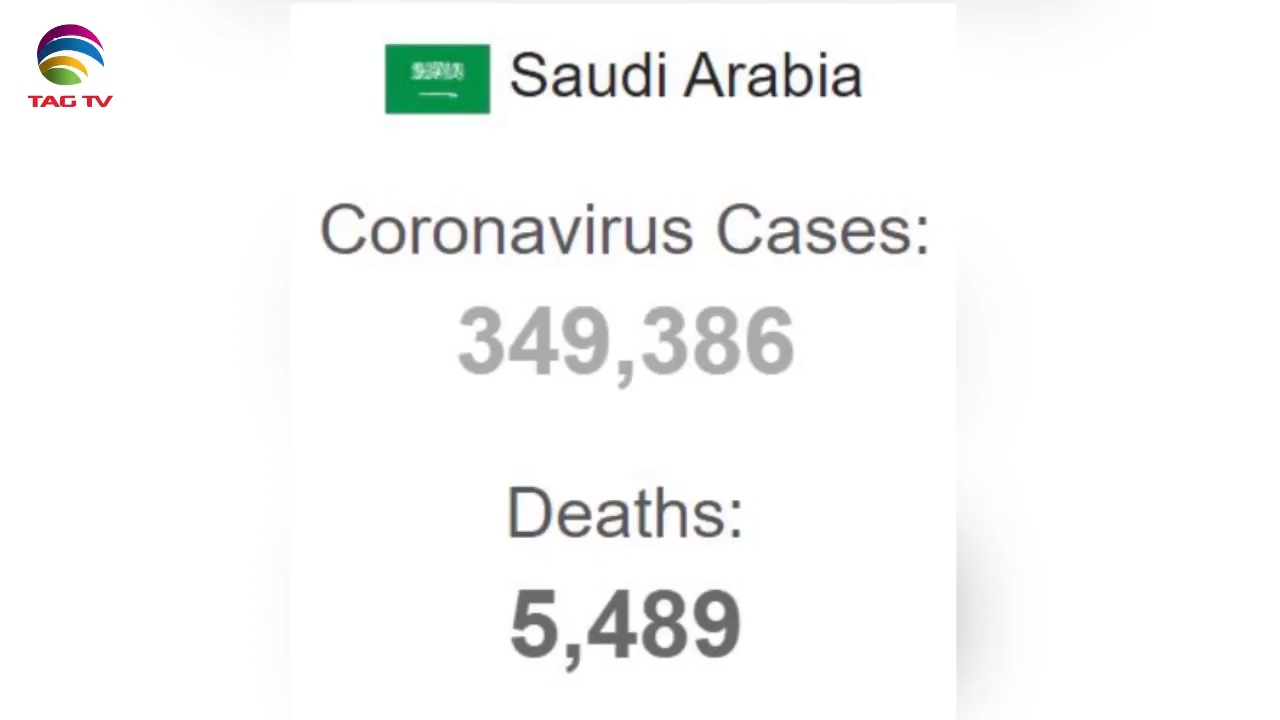 TAG TV
Saudi Arabia
Coronavirus Cases:
349,386
Deaths:
5,489